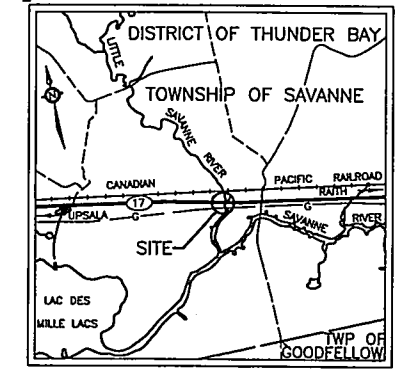 DISTRICT OF THUNDER BAY
TOWNSHIP OF SAVANNE
LITTLE
SAVANNE RIVER
N
CANADIAN PACIFIC RAILROAD
RAITH
17
G
G
UPSALA
SAVANNE RIVER
SITE
LAC DES
MILLE LACS
TWP OF
GOODFELLOW